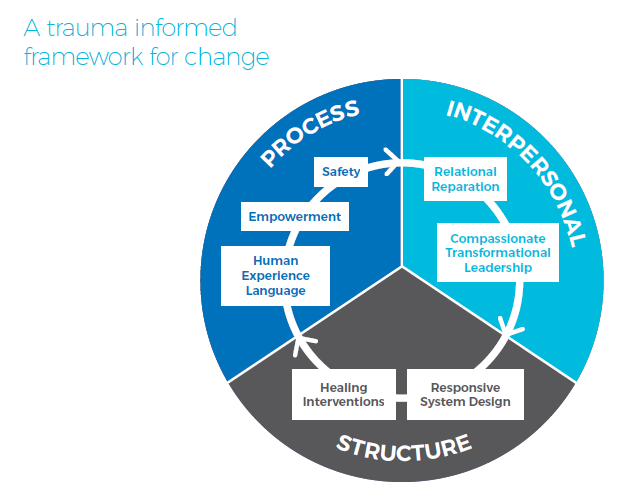 A trauma informed
framework for change
PROCESS
Safety
Empowerment
Human
Experience
Language
INTERPERSONAL
Relational
Reparation
Compassionate
Transformational
Leadership
Healing
Interventions
Responsive
System Design
STRUCTURE